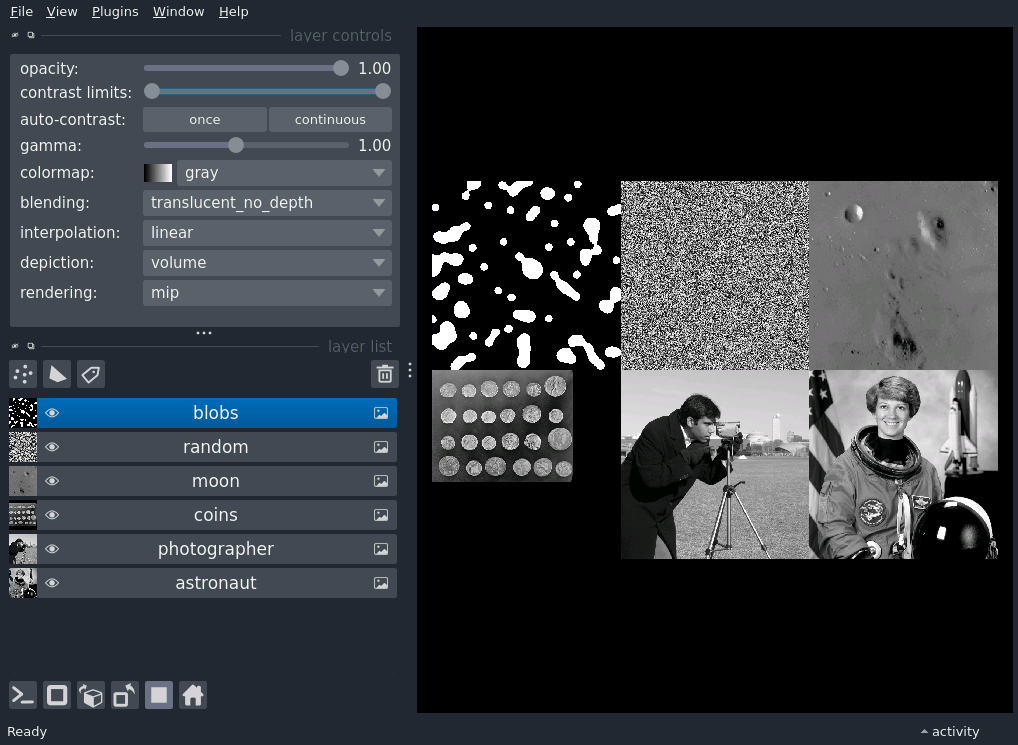 File View Plugins Window Help
layer controls
opacity: 1.00
contrast limits:
auto-contrast: once continuous
gamma: 1.00
colormap: gray
blending: translucent_no_depth
interpolation: linear
depiction: volume
rendering: mip
layer list
blobs
random
moon
coins
photographer
astronaut
Ready activity